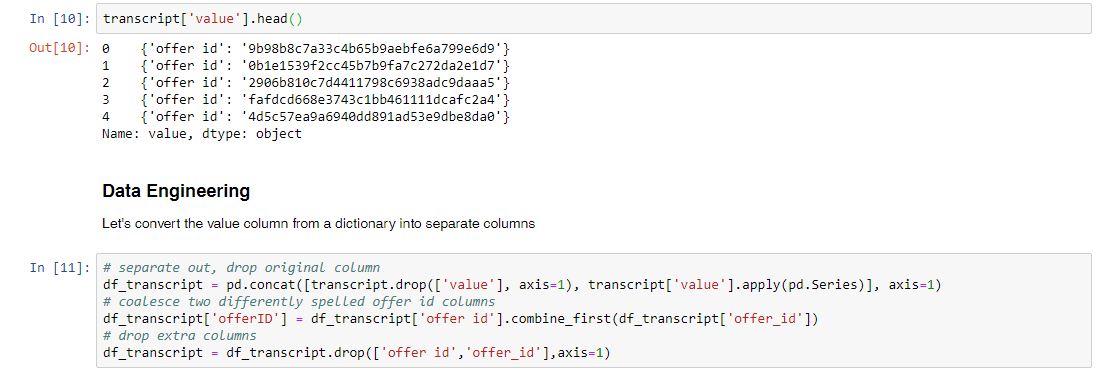 In [10]: transcript['value'].head()
Out[10]: 0    {'offer id': '9b98b8c7a33c4b65b9aebfe6a799e6d9'}
1    {'offer id': '0b1e1539f2cc45b7b9fa7c272da2e1d7'}
2    {'offer id': '2906b810c7d4411798c6938adc9daaa5'}
3    {'offer id': 'fafdcd668e3743c1bb461111dcafc2a4'}
4    {'offer id': '4d5c57ea9a6940dd891ad53e9dbe8da0'}
Name: value, dtype: object
Data Engineering
Let's convert the value column from a dictionary into separate columns
In [11]: # separate out, drop original column
df_transcript = pd.concat([transcript.drop(['value'], axis=1), transcript['value'].apply(pd.Series)], axis=1)
# coalesce two differently spelled offer id columns
df_transcript['offerID'] = df_transcript['offer id'].combine_first(df_transcript['offer_id'])
# drop extra columns
df_transcript = df_transcript.drop(['offer id','offer_id'],axis=1)